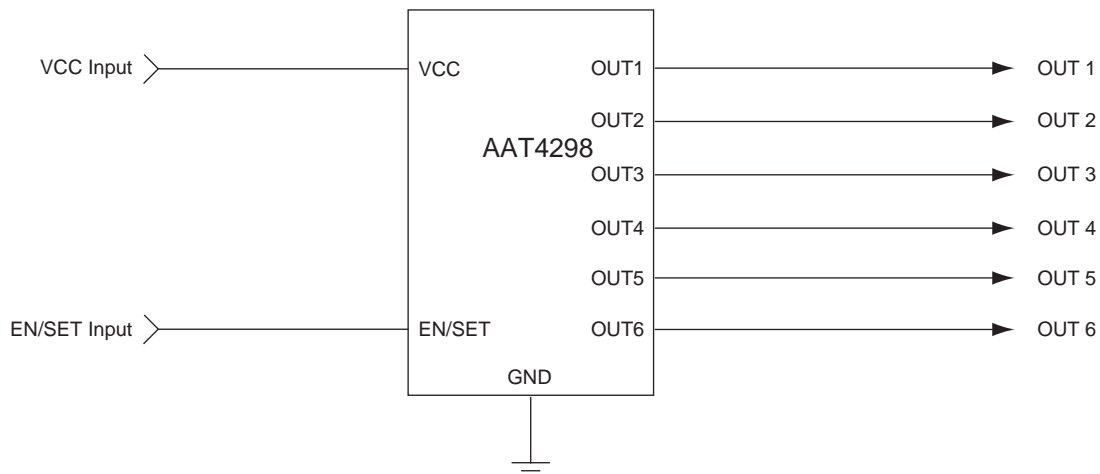 VCC Input
VCC
OUT1
OUT 1
OUT2
OUT 2
AAT4298
OUT3
OUT 3
OUT4
OUT 4
OUT5
OUT 5
EN/SET Input
EN/SET
OUT6
OUT 6
GND